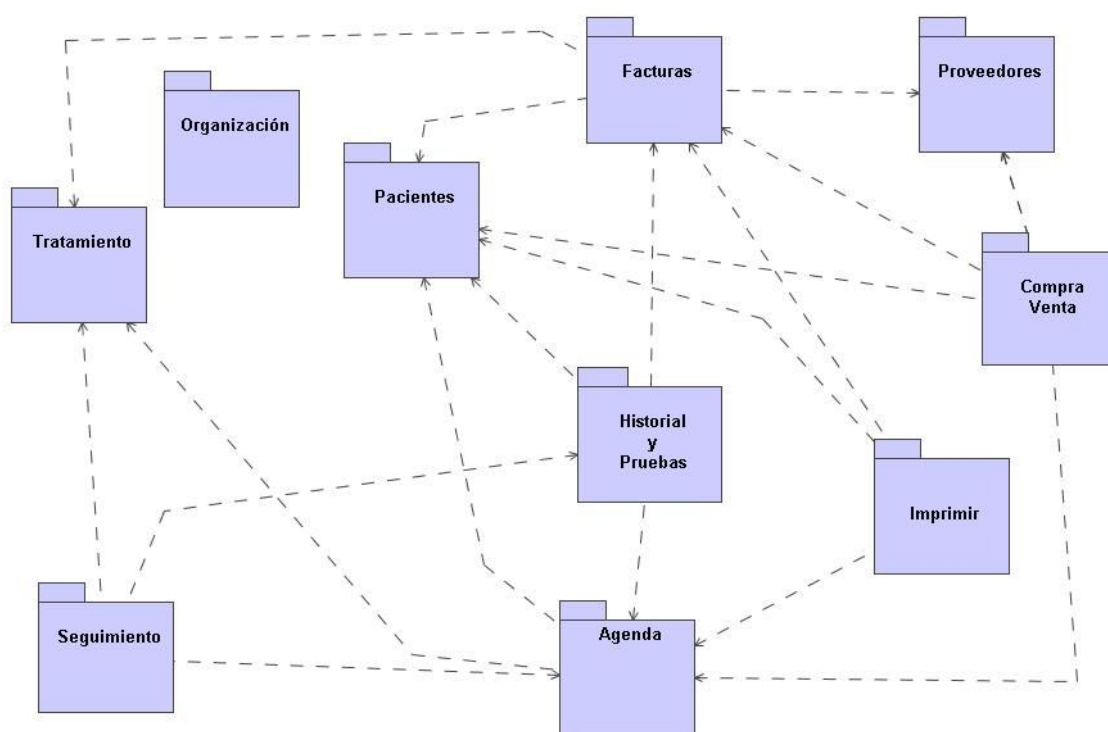 Facturas
Proveedores
Organización
Pacientes
Tratamiento
Compra
Venta
Historial
y
Pruebas
Imprimir
Seguimiento
Agenda